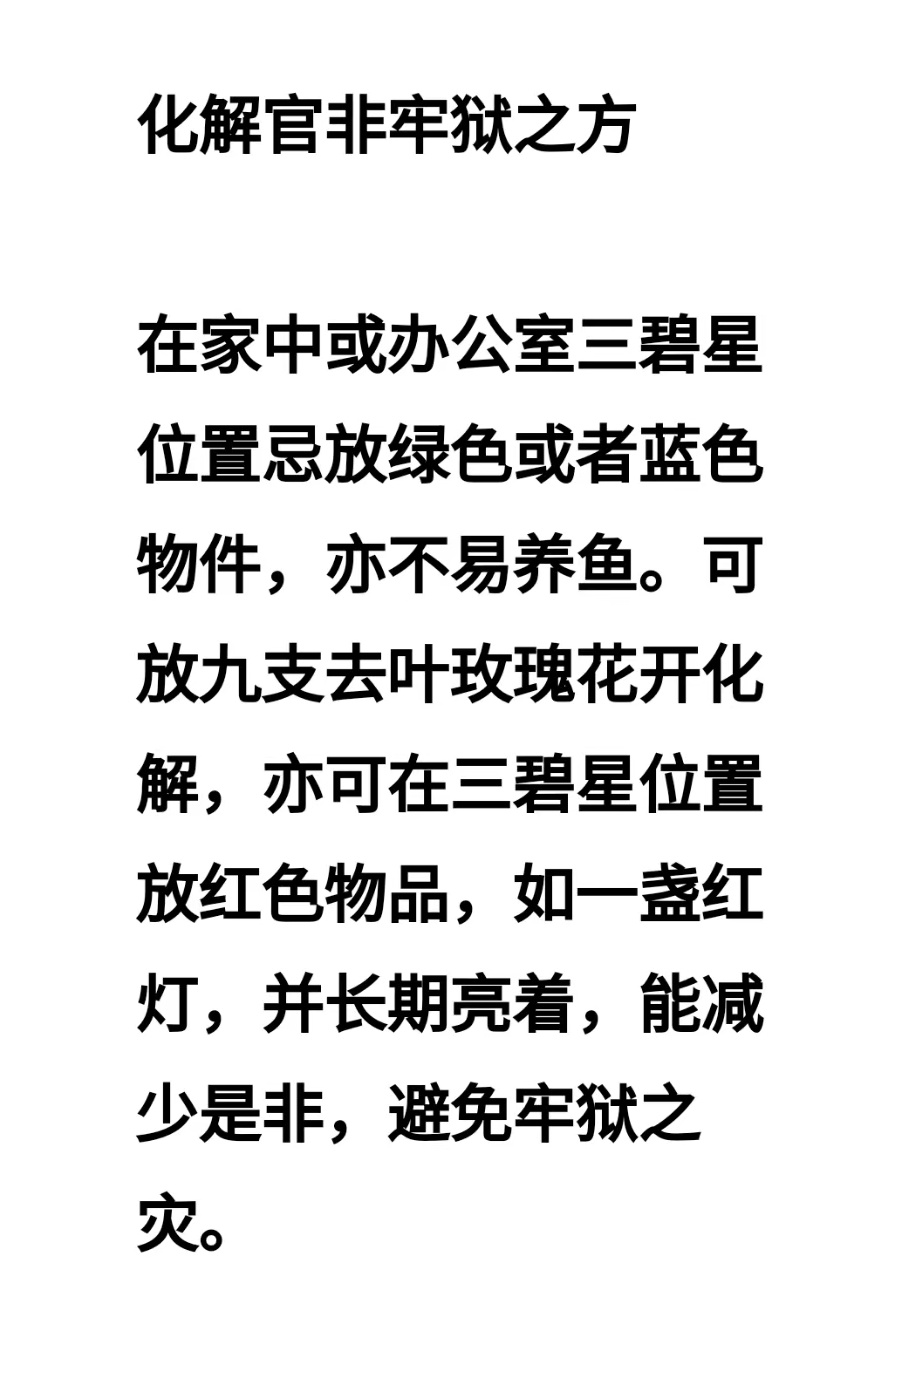 化解官非牢狱之方
在家中或办公室三碧星
位置忌放绿色或者蓝色
物件，亦不易养鱼。可
放九支去叶玫瑰花开化
解，亦可在三碧星位置
放红色物品，如一盏红
灯，并长期亮着，能减
少是非，避免牢狱之
灾。